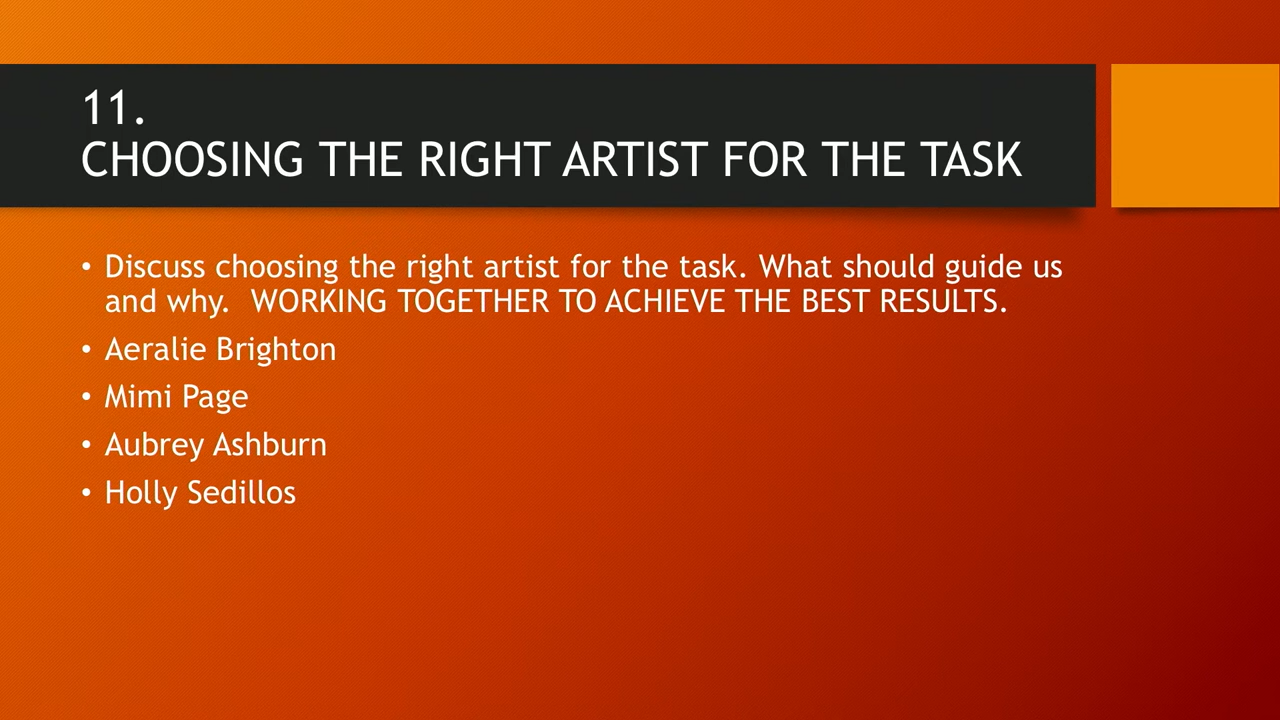 11.
CHOOSING THE RIGHT ARTIST FOR THE TASK
• Discuss choosing the right artist for the task. What should guide us
and why.  WORKING TOGETHER TO ACHIEVE THE BEST RESULTS.
• Aeralie Brighton
• Mimi Page
• Aubrey Ashburn
• Holly Sedillos